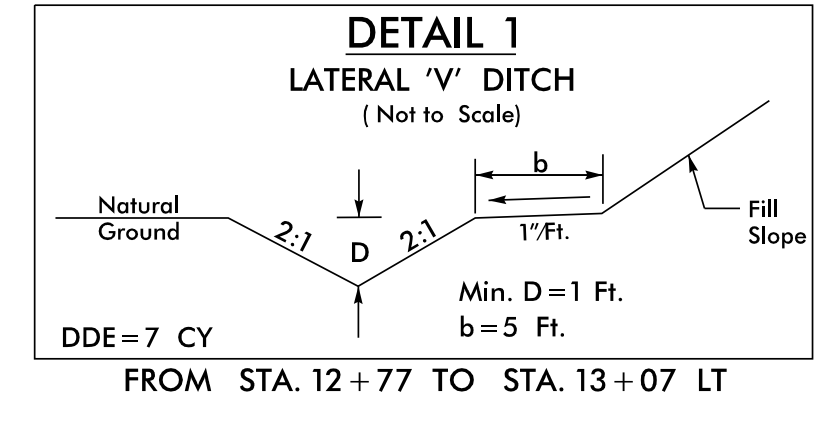 DETAIL 1
LATERAL 'V' DITCH
( Not to Scale)
b
Natural
Ground
2:1
D
2:1
1"/Ft.
Fill
Slope
Min. D=1 Ft.
b=5 Ft.
DDE=7 CY
FROM STA. 12+77 TO STA. 13+07 LT